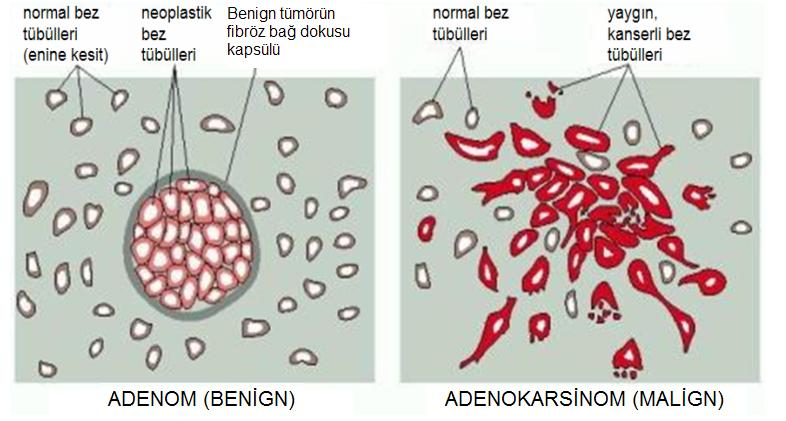 normal bez
tübülleri
(enine kesit)
neoplastik
bez
tübülleri
Benign tümörün
fibröz bağ dokusu
kapsülü
normal bez
tübülleri
yaygın,
kanserli bez
tübülleri
ADENOM (BENİGN)
ADENOKARSİNOM (MALİGN)